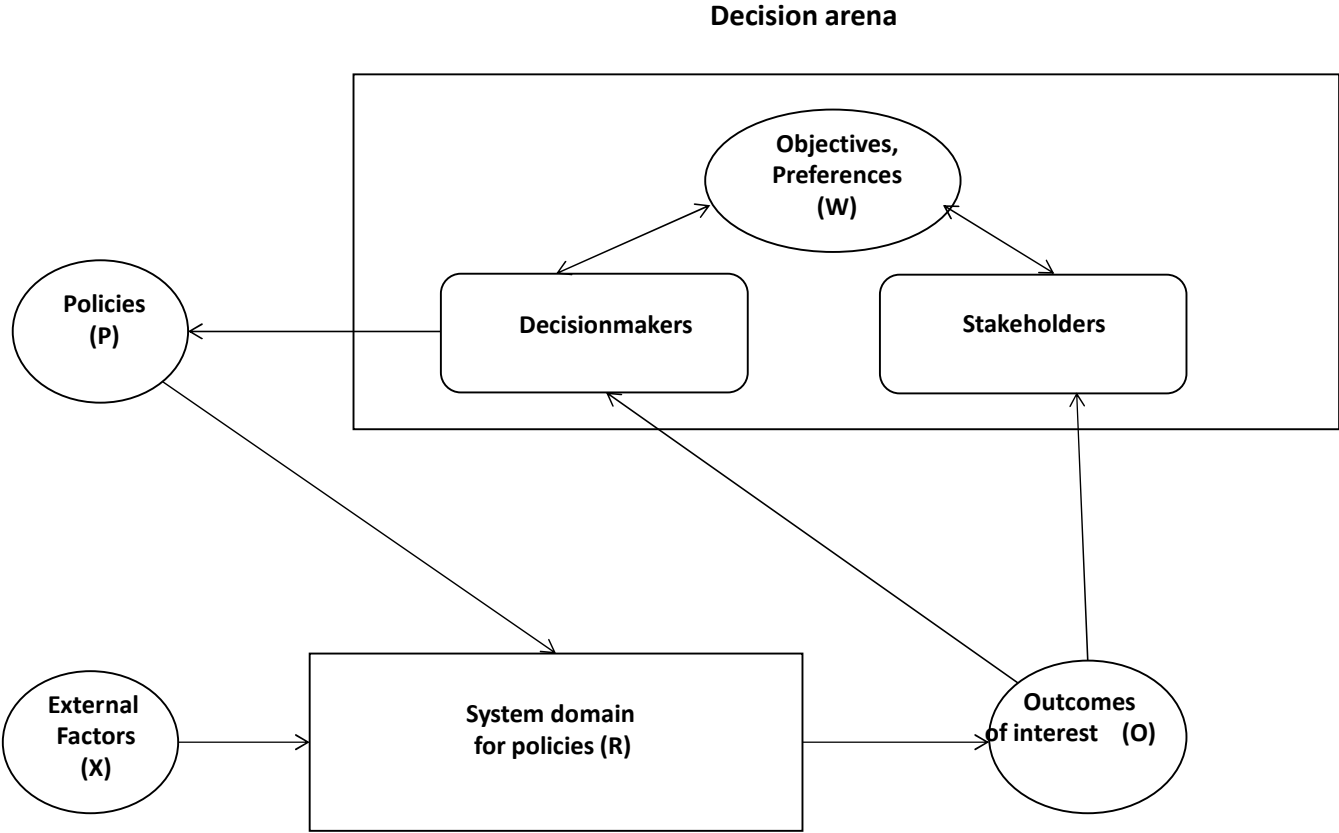 Decision arena
Objectives,
Preferences
(W)
Policies
(P)
Decisionmakers
Stakeholders
External
Factors
(X)
System domain
for policies (R)
Outcomes
of interest (O)